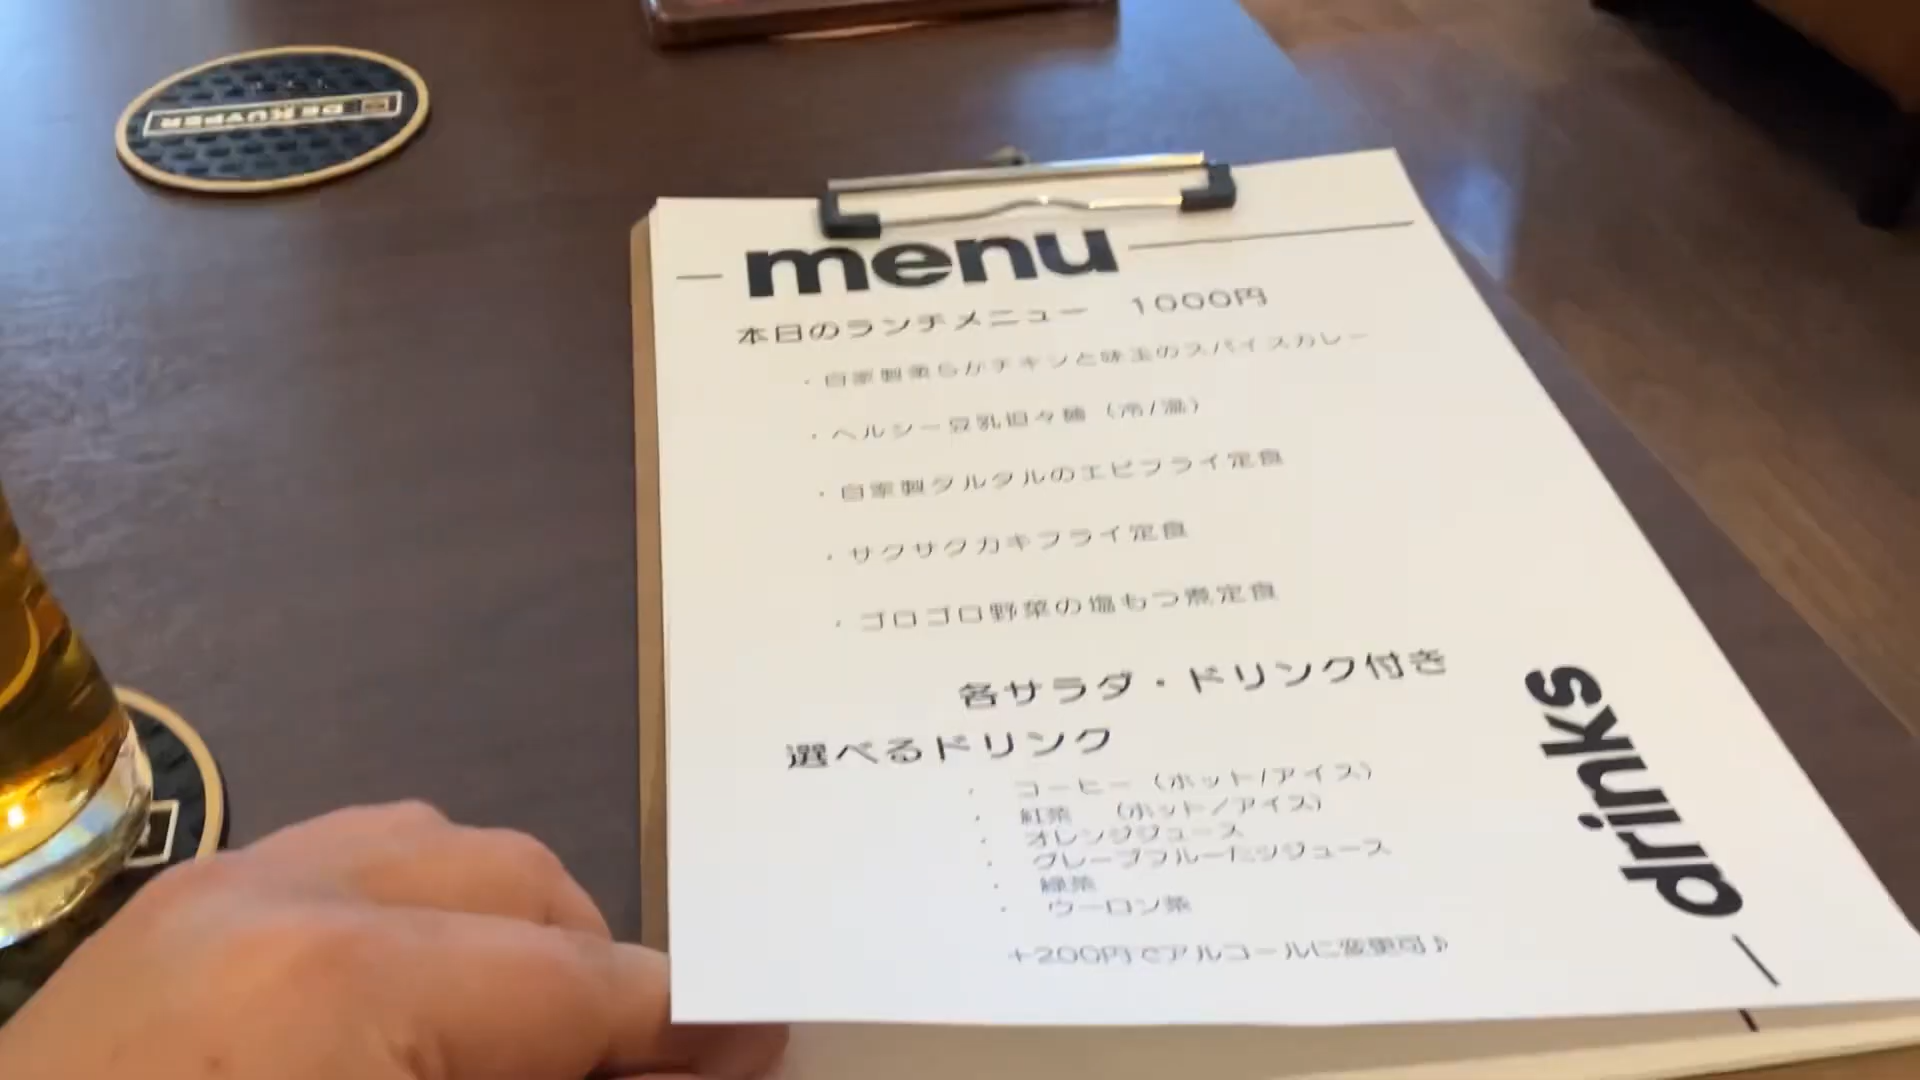 DE KUYPER
menu
本日のランチメニュー 1000円
・自家製柔らかチキンと味玉のスパイスカレー
・ヘルシー豆乳担々麺（冷/温）
・自家製タルタルのエビフライ定食
・サクサクカキフライ定食
・ゴロゴロ野菜の塩もつ煮定食
各サラダ・ドリンク付き
選べるドリンク
・ コーヒー（ホット/アイス）
・ 紅茶 （ホット／アイス）
・ オレンジジュース
・ グレープフルーたツジュース
・ 緑茶
・ ウーロン茶
+200円でアルコールに変更可♪
drinks